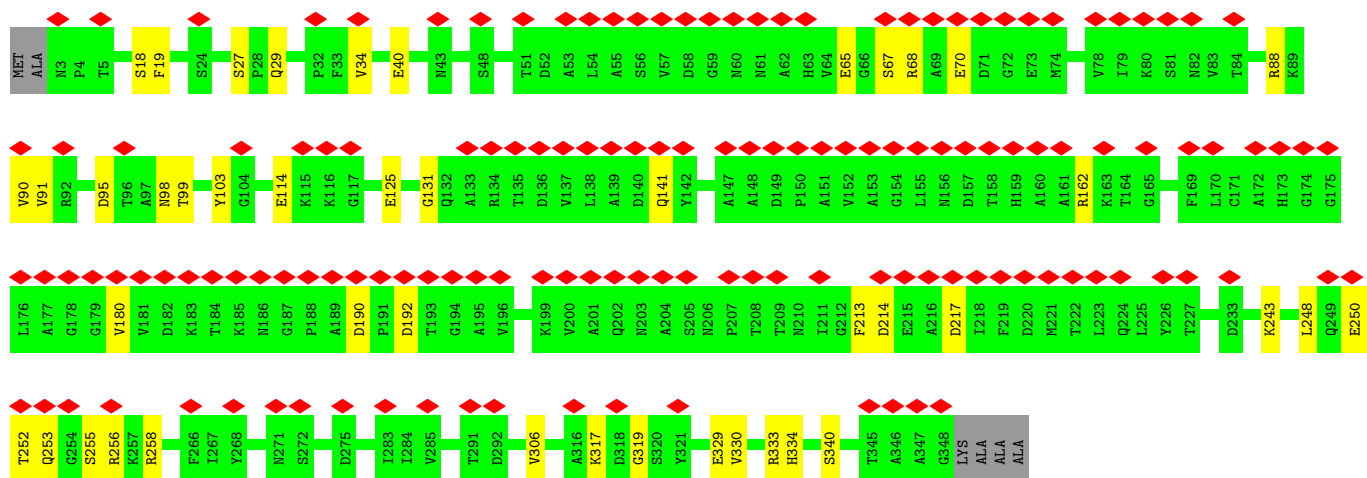 MET ALA N3 P4 T5 S18 F19 S24 S27 P28 Q29 P32 F33 V34 E40 N43 S48 T51 D52 A53 L54 A55 S56 V57 D58 G59 N60 N61 A62 H63 V64 E65 G66 S67 R68 A69 E70 D71 G72 E73 M74 V78 I79 K80 S81 N82 V83 T84 R88 K89
V90 V91 R92 D95 T96 A97 N98 T99 Y103 G104 E114 K115 K116 G117 E125 G131 Q132 A133 R134 T135 D136 V137 L138 A139 D140 Q141 Y142 A147 A148 D149 P150 A151 V152 A153 G154 L155 N156 D157 T158 H159 A160 A161 R162 K163 T164 G165 F169 L170 C171 A172 H173 G174 G175
L176 A177 G178 G179 V180 V181 D182 K183 T184 K185 N186 G187 P188 A189 D190 P191 D192 T193 G194 A195 V196 K199 V200 A201 Q202 N203 A204 S205 N206 P207 T208 T209 N210 I211 G212 F213 D214 E215 A216 D217 I218 F219 D220 M221 T222 L223 Q224 L225 Y226 T227 D233 K243 L248 Q249 E250
T252 Q253 G254 S255 R256 K257 R258 F266 I267 Y268 N271 S272 D275 I283 I284 V285 T291 D292 V306 A316 K317 D318 G319 S320 Y321 E329 V330 R333 H334 S340 T345 A346 A347 G348 LYS ALA ALA ALA